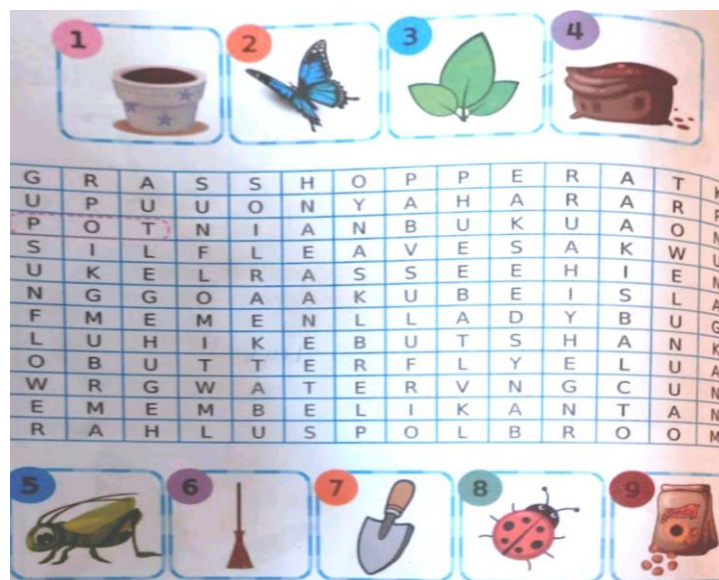 1 2 3 4
G R A S S H O P P E R A T
U P U U O N Y A H A R A R
P O T N I A N B U K U A O
S I L F L E A V E S A K W
U K E L R A S S E E H I E
N G G O A A K U B E I S L
F M E M E N L L A D Y B U
L U H I K E B U T S H A N
O B U T T E R F L Y E L U
W R G W A T E R V N G C U
E M E M B E L I K A N T A
R A H L U S P O L B R O O
5 6 7 8 9